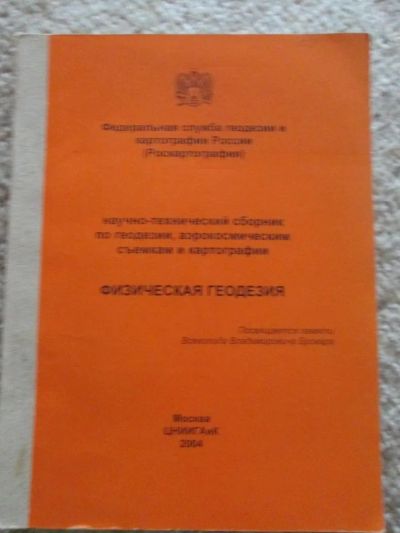 Федеральная служба геодезии и
картографии России
(Роскартография)
научно-технический сборник
по геодезии, аэрокосмическим
съемкам и картографии
ФИЗИЧЕСКАЯ ГЕОДЕЗИЯ
Посвящается памяти
Всеволода Владимировича Бровара
Москва
ЦНИИГАиК
2004